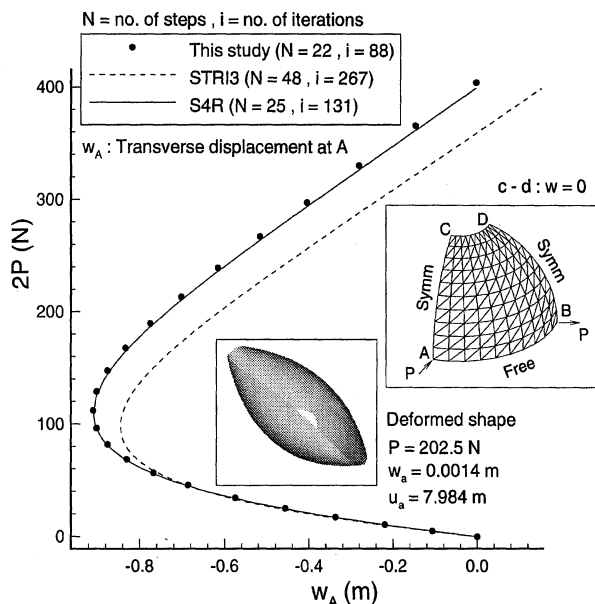 N = no. of steps , i = no. of iterations
This study (N = 22 , i = 88)
STRI3 (N = 48 , i = 267)
S4R (N = 25 , i = 131)
w_A : Transverse displacement at A
c - d : w = 0
C
D
Symm
Symm
A
B
P
P
Free
Deformed shape
P = 202.5 N
w_a = 0.0014 m
u_a = 7.984 m
2P (N)
400
300
200
100
0
-0.8
-0.6
-0.4
-0.2
0.0
w_A (m)